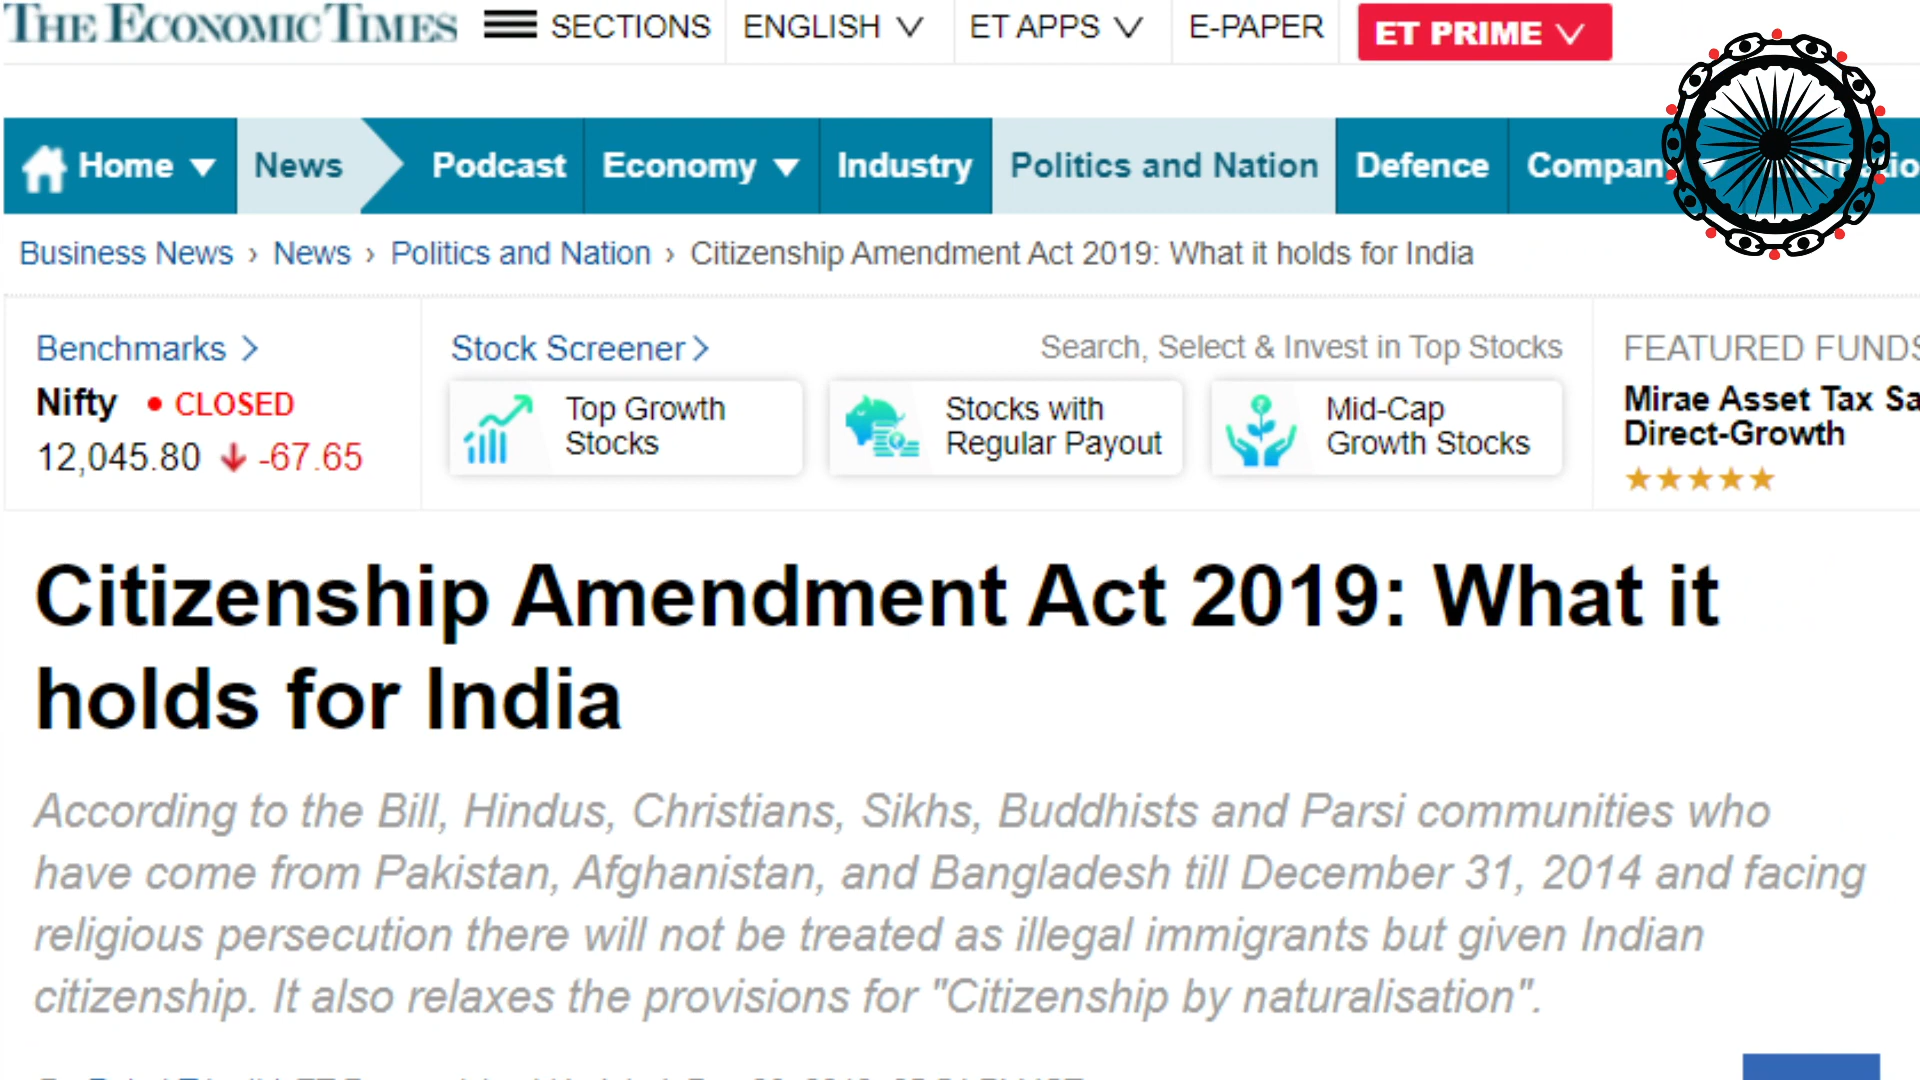 THE ECONOMIC TIMES SECTIONS ENGLISH ET APPS E-PAPER ET PRIME
Home News Podcast Economy Industry Politics and Nation Defence Company
Business News › News › Politics and Nation › Citizenship Amendment Act 2019: What it holds for India
Benchmarks
Nifty • CLOSED
12,045.80 ↓ -67.65
Stock Screener
Search, Select & Invest in Top Stocks
Top Growth
Stocks
Stocks with
Regular Payout
Mid-Cap
Growth Stocks
FEATURED FUNDS
Mirae Asset Tax Sa
Direct-Growth
★★★★★
Citizenship Amendment Act 2019: What it
holds for India
According to the Bill, Hindus, Christians, Sikhs, Buddhists and Parsi communities who
have come from Pakistan, Afghanistan, and Bangladesh till December 31, 2014 and facing
religious persecution there will not be treated as illegal immigrants but given Indian
citizenship. It also relaxes the provisions for "Citizenship by naturalisation".